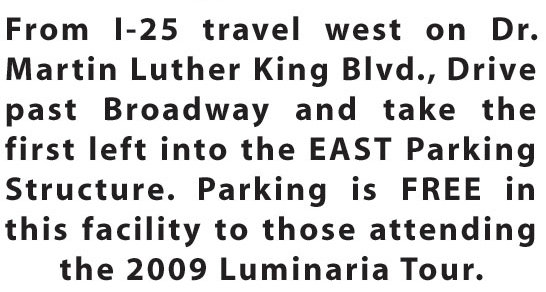 From I-25 travel west on Dr.
Martin Luther King Blvd., Drive
past Broadway and take the
first left into the EAST Parking
Structure. Parking is FREE in
this facility to those attending
the 2009 Luminaria Tour.